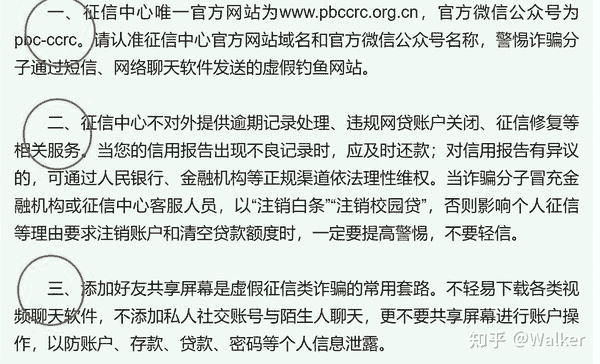 一、征信中心唯一官方网站为www.pbccrc.org.cn，官方微信公众号为
pbc-ccrc。请认准征信中心官方网站域名和官方微信公众号名称，警惕诈骗分
子通过短信、网络聊天软件发送的虚假钓鱼网站。
二、征信中心不对外提供逾期记录处理、违规网贷账户关闭、征信修复等
相关服务。当您的信用报告出现不良记录时，应及时还款；对信用报告有异议
的，可通过人民银行、金融机构等正规渠道依法理性维权。当诈骗分子冒充金
融机构或征信中心客服人员，以“注销白条”“注销校园贷”，否则影响个人征信
等理由要求注销账户和清空贷款额度时，一定要提高警惕，不要轻信。
三、添加好友共享屏幕是虚假征信类诈骗的常用套路。不轻易下载各类视
频聊天软件，不添加私人社交账号与陌生人聊天，更不要共享屏幕进行账户操
作，以防账户、存款、贷款、密码等个人信息泄露。
知乎 @Walker